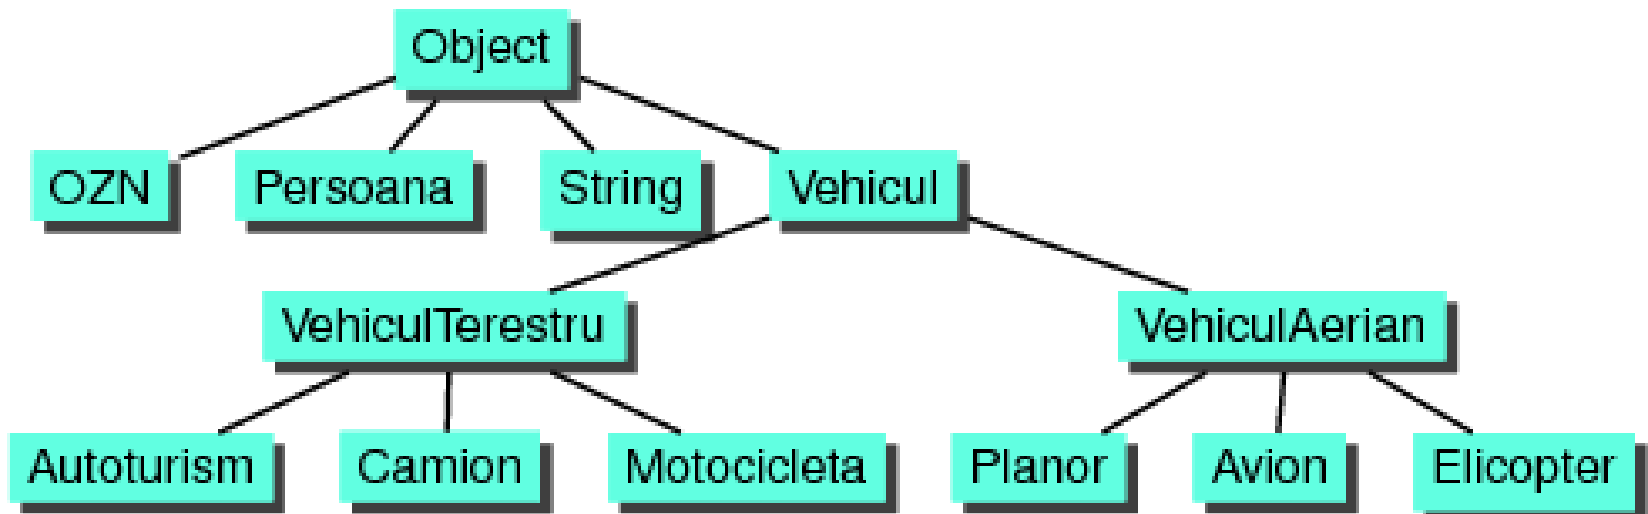 Object
OZN
Persoana
String
Vehicul
VehiculTerestru
VehiculAerian
Autoturism
Camion
Motocicleta
Planor
Avion
Elicopter